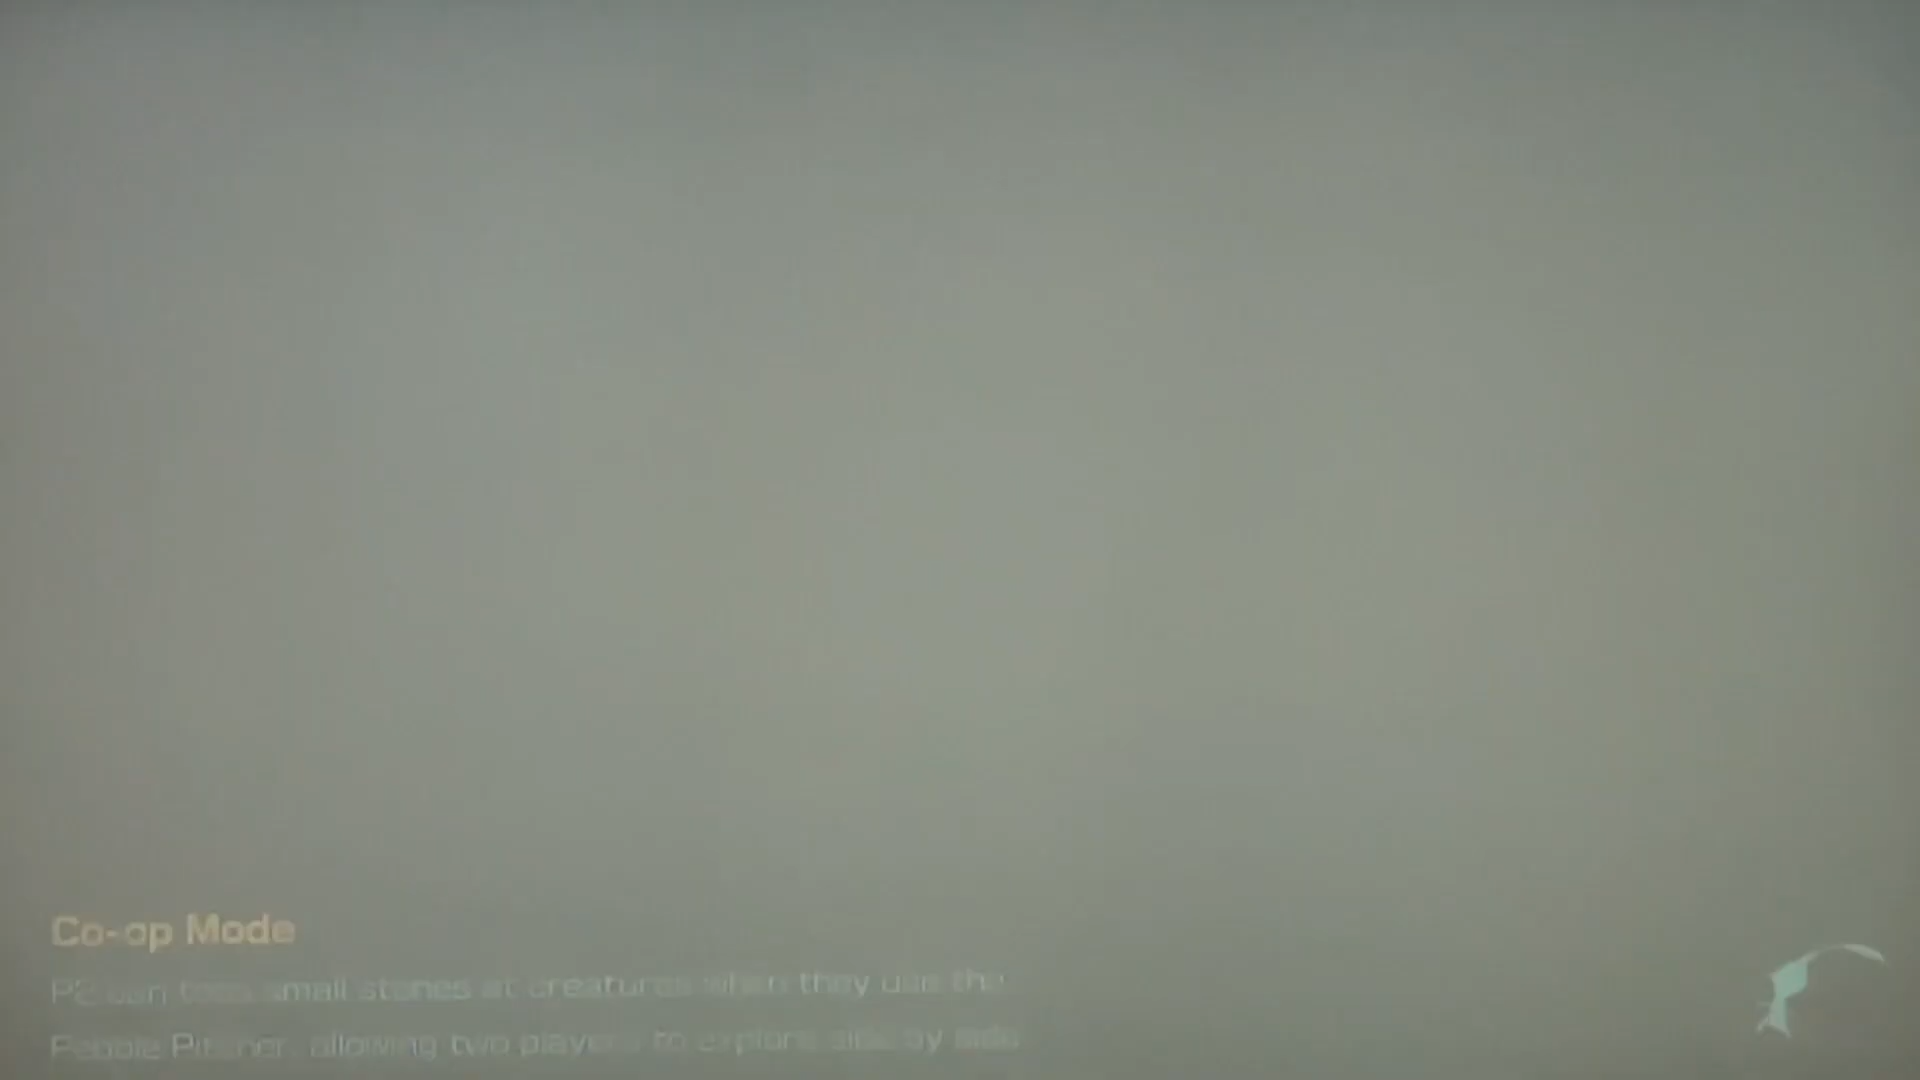 Co-op Mode
P2 can toss small stones at creatures when they use the
Pebble Pitcher, allowing two players to explore side by side